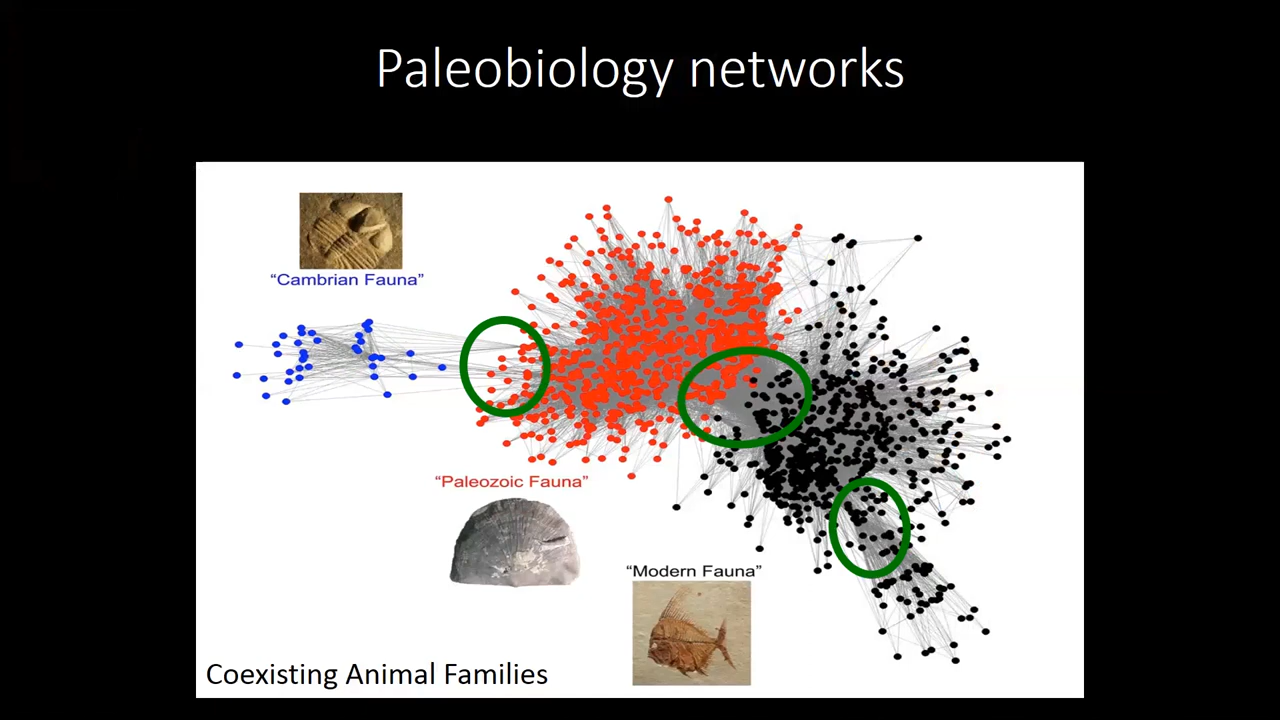 Paleobiology networks
“Cambrian Fauna”
“Paleozoic Fauna”
“Modern Fauna”
Coexisting Animal Families